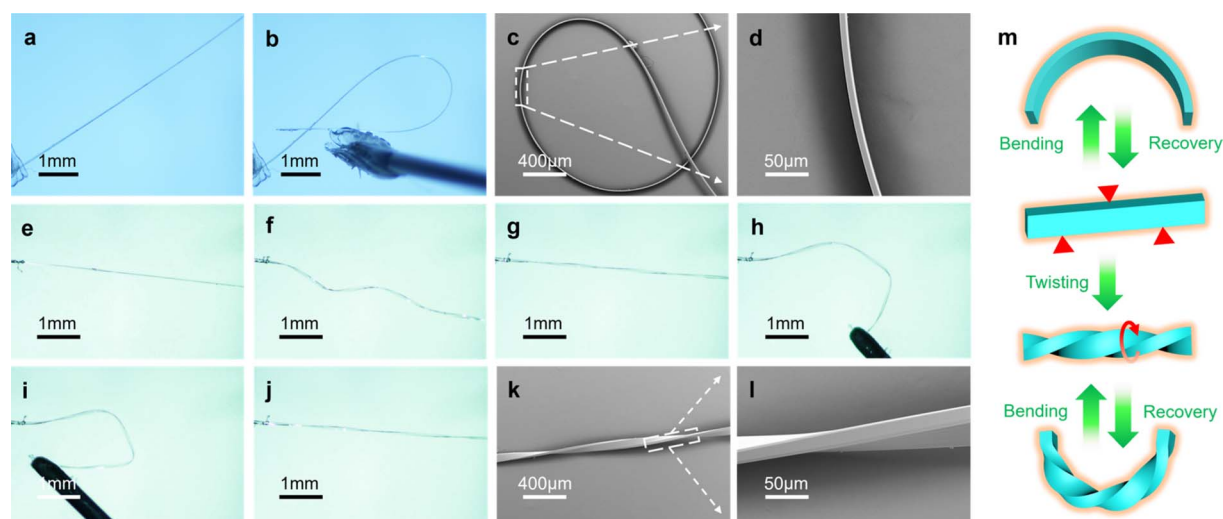 a
1mm
b
1mm
c
400μm
d
50μm
e
1mm
f
1mm
g
1mm
h
1mm
i
1mm
j
1mm
k
400μm
l
50μm
m
Bending
Recovery
Twisting
Bending
Recovery